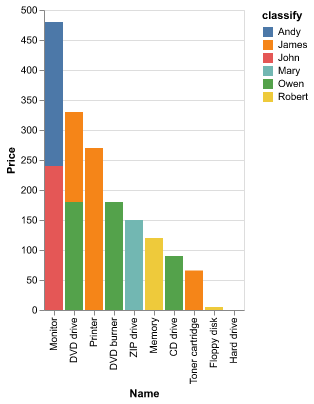 classify
Andy
James
John
Mary
Owen
Robert
Price
500
450
400
350
300
250
200
150
100
50
0
Monitor
DVD drive
Printer
DVD burner
ZIP drive
Memory
CD drive
Toner cartridge
Floppy disk
Hard drive
Name